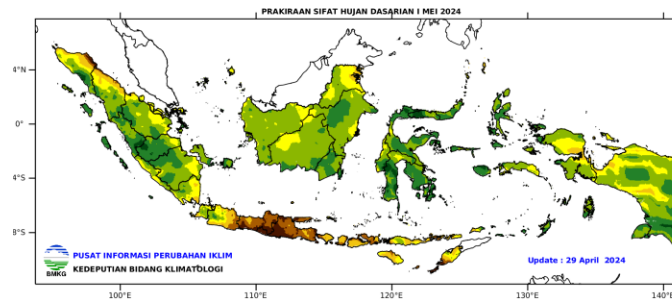 PRAKIRAAN SIFAT HUJAN DASARIAN I MEI 2024
4°N
0°
4°S
8°S
PUSAT INFORMASI PERUBAHAN IKLIM
KEDEPUTIAN BIDANG KLIMATOLOGI
BMKG
Update : 29 April 2024
100°E
110°E
120°E
130°E
140°E